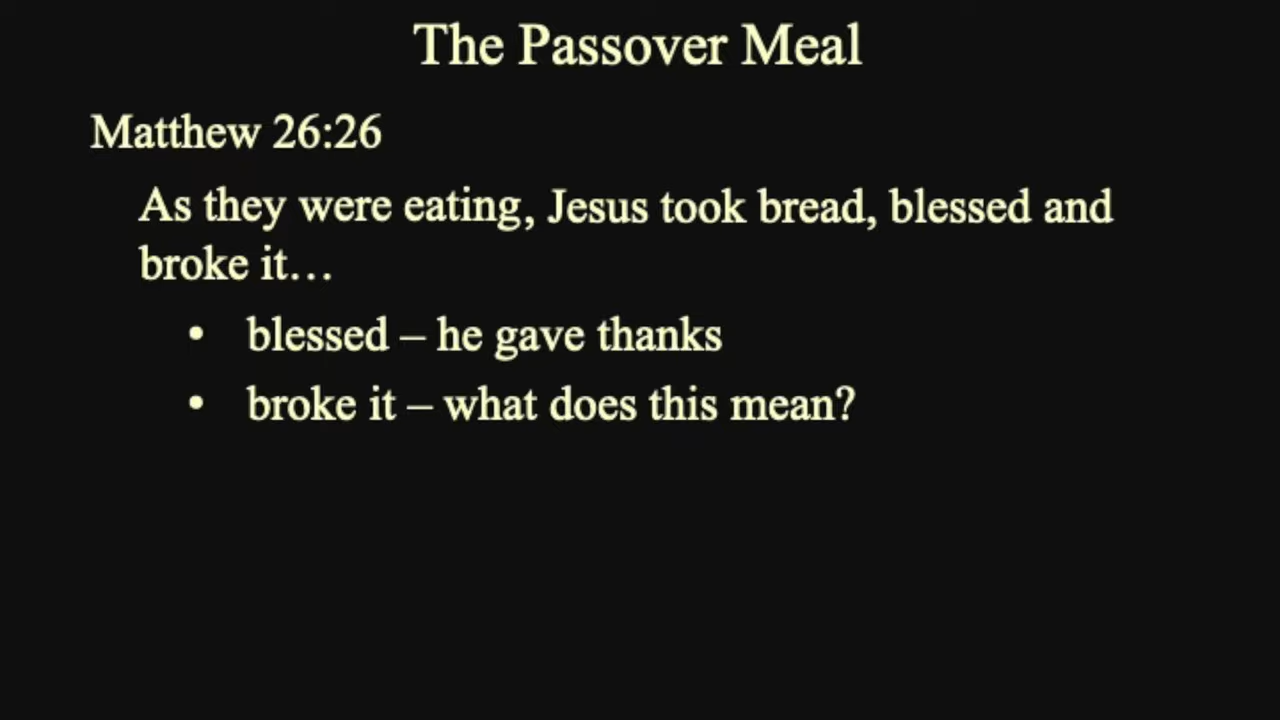 The Passover Meal
Matthew 26:26
As they were eating, Jesus took bread, blessed and
broke it…
• blessed – he gave thanks
• broke it – what does this mean?